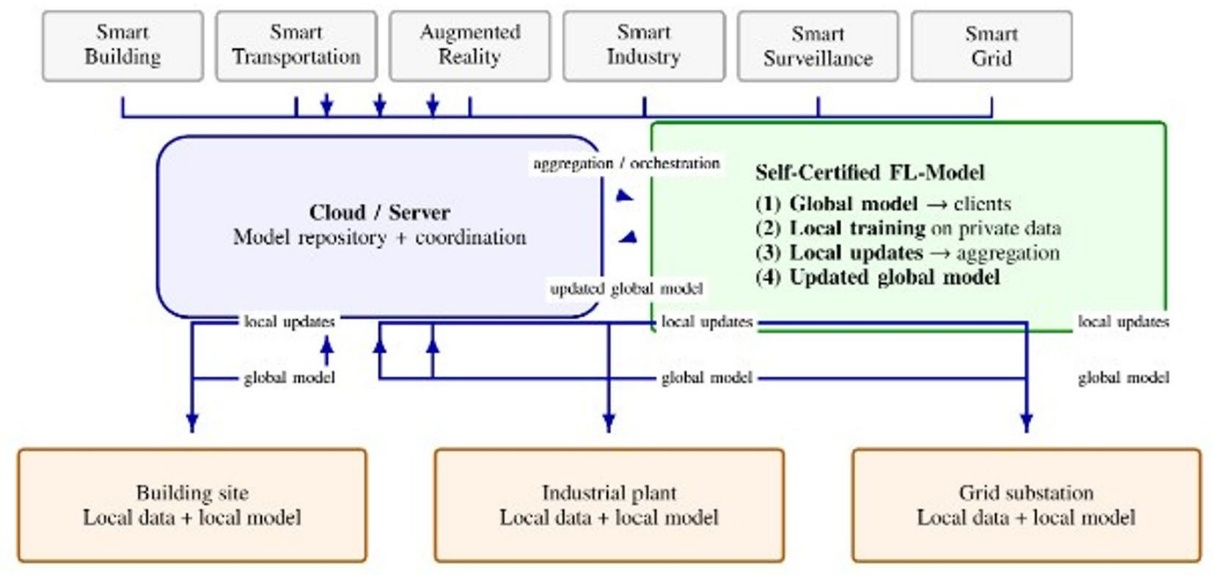 Smart
Building
Smart
Transportation
Augmented
Reality
Smart
Industry
Smart
Surveillance
Smart
Grid
aggregation / orchestration
Cloud / Server
Model repository + coordination
updated global model
Self-Certified FL-Model
(1) Global model → clients
(2) Local training on private data
(3) Local updates → aggregation
(4) Updated global model
local updates
local updates
local updates
global model
global model
global model
Building site
Local data + local model
Industrial plant
Local data + local model
Grid substation
Local data + local model